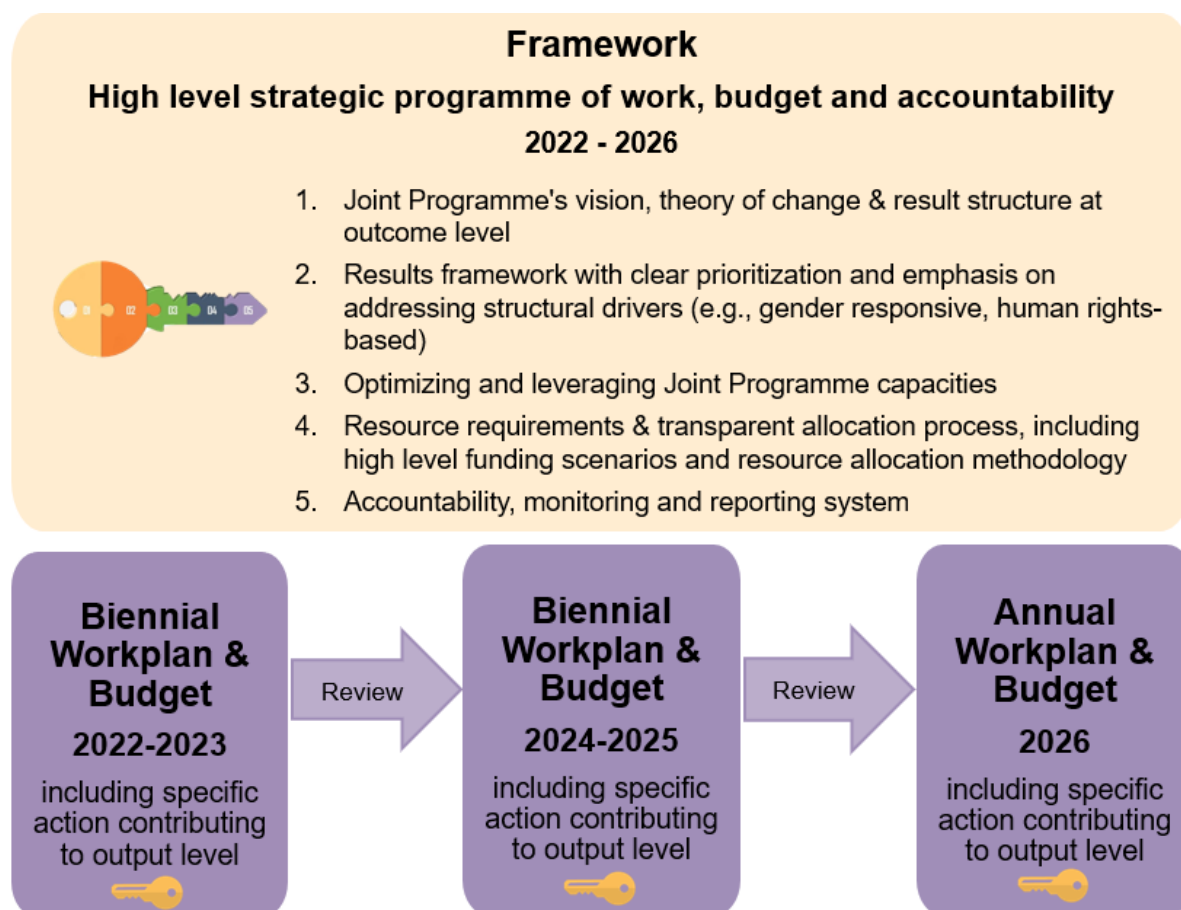 Framework
High level strategic programme of work, budget and accountability
2022 - 2026
1. Joint Programme's vision, theory of change & result structure at
outcome level
2. Results framework with clear prioritization and emphasis on
addressing structural drivers (e.g., gender responsive, human rights-
based)
3. Optimizing and leveraging Joint Programme capacities
4. Resource requirements & transparent allocation process, including
high level funding scenarios and resource allocation methodology
5. Accountability, monitoring and reporting system
01 02 03 04 05
Biennial
Workplan &
Budget
2022-2023
including specific
action contributing
to output level
Review
Biennial
Workplan &
Budget
2024-2025
including specific
action contributing
to output level
Review
Annual
Workplan &
Budget
2026
including specific
action contributing
to output level